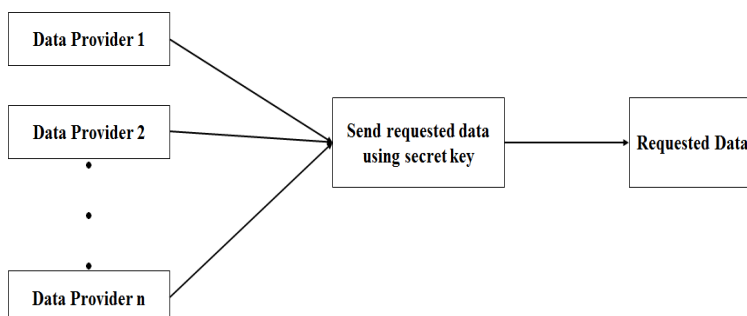 Data Provider 1
Data Provider 2
Send requested data
using secret key
Requested Data
Data Provider n